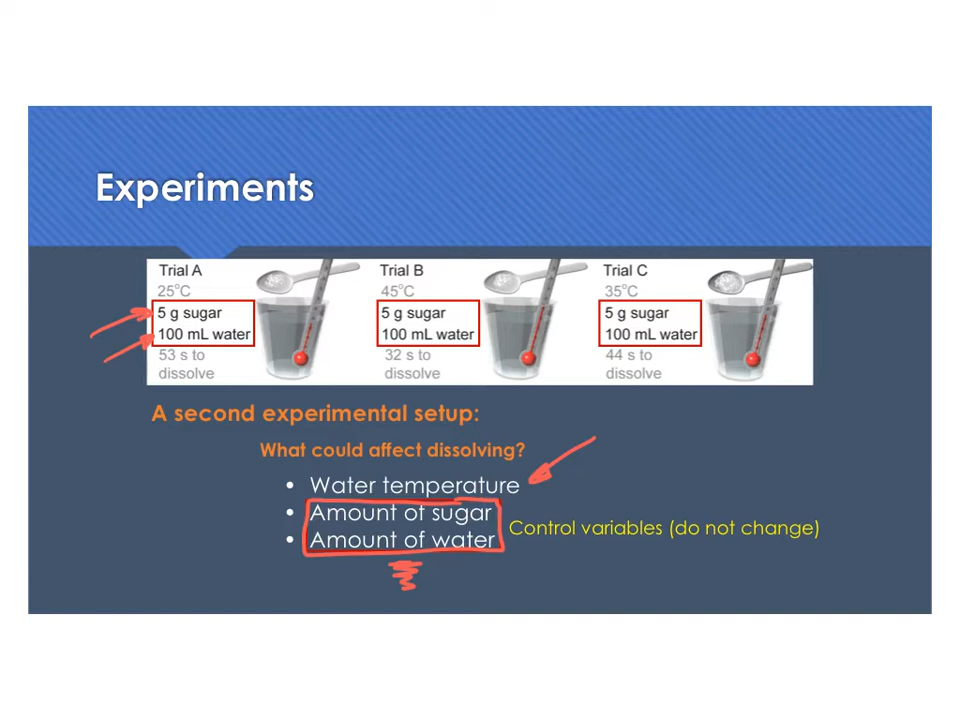 Experiments
Trial A
25°C
5 g sugar
100 mL water
53 s to
dissolve
Trial B
45°C
5 g sugar
100 mL water
32 s to
dissolve
Trial C
35°C
5 g sugar
100 mL water
44 s to
dissolve
A second experimental setup:
What could affect dissolving?
• Water temperature
• Amount of sugar
• Amount of water
Control variables (do not change)